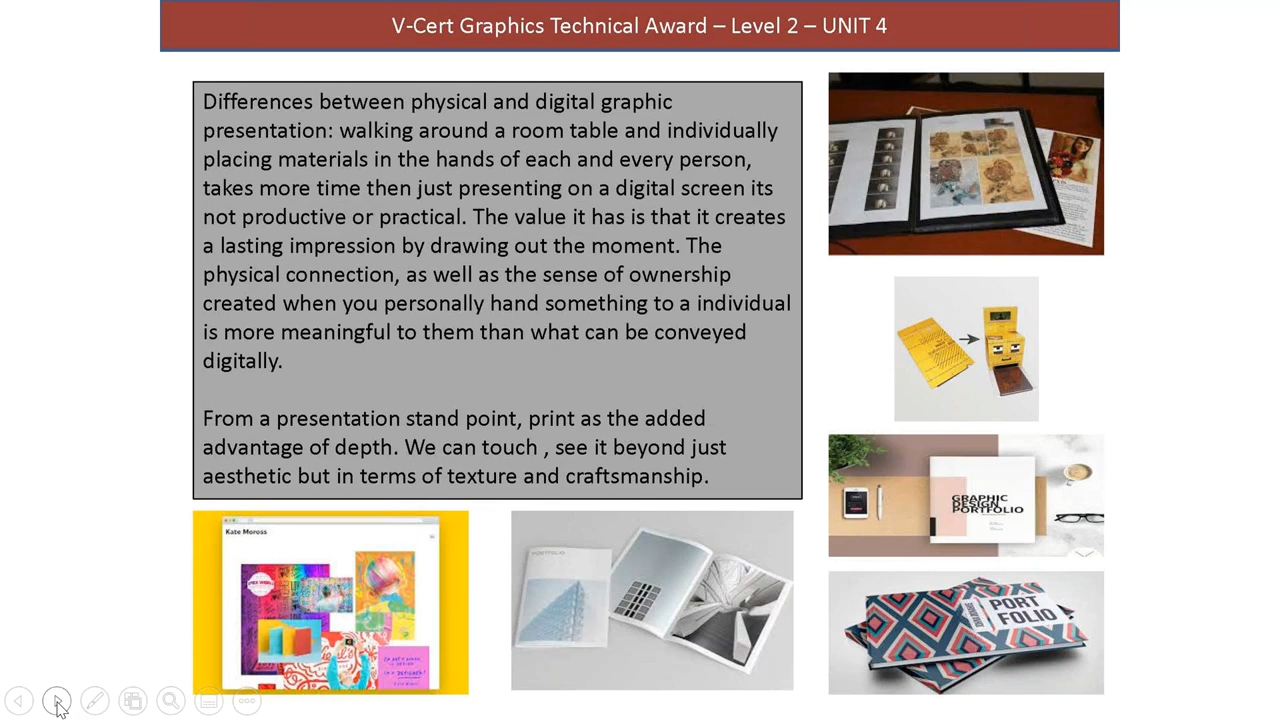 V-Cert Graphics Technical Award – Level 2 – UNIT 4
Differences between physical and digital graphic
presentation: walking around a room table and individually
placing materials in the hands of each and every person,
takes more time then just presenting on a digital screen its
not productive or practical. The value it has is that it creates
a lasting impression by drawing out the moment. The
physical connection, as well as the sense of ownership
created when you personally hand something to a individual
is more meaningful to them than what can be conveyed
digitally.
From a presentation stand point, print as the added
advantage of depth. We can touch , see it beyond just
aesthetic but in terms of texture and craftsmanship.
GRAPHIC
DESIGN
PORTFOLIO
Kate Moross
PORTFOLIO
PORT
FOLIO